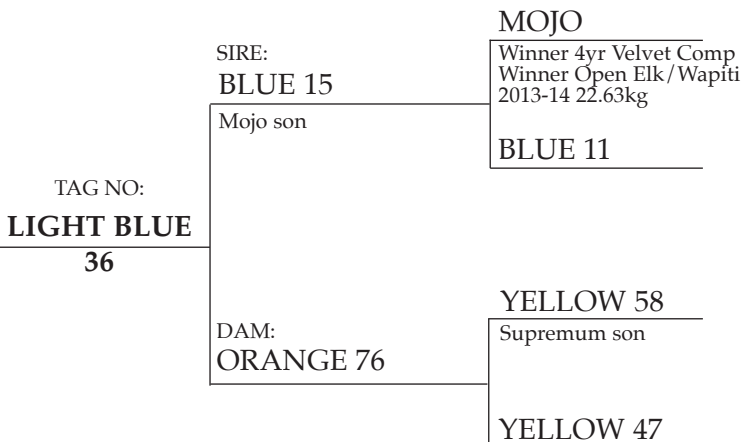 MOJO
Winner 4yr Velvet Comp
Winner Open Elk/Wapiti
2013-14 22.63kg
SIRE:
BLUE 15
Mojo son
BLUE 11
TAG NO:
LIGHT BLUE
36
YELLOW 58
Supremum son
DAM:
ORANGE 76
YELLOW 47